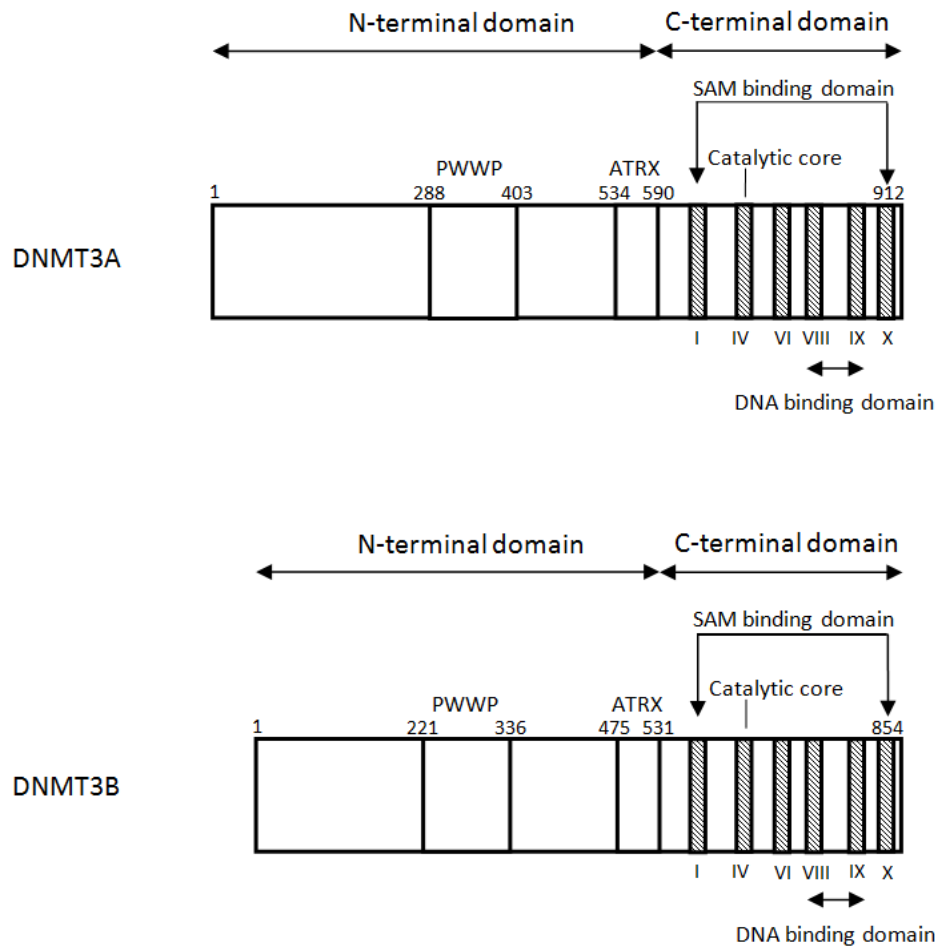 N-terminal domain C-terminal domain
SAM binding domain
PWWP ATRX Catalytic core
1 288 403 534 590 912
DNMT3A
I IV VI VIII IX X
DNA binding domain
N-terminal domain C-terminal domain
SAM binding domain
PWWP ATRX Catalytic core
1 221 336 475 531 854
DNMT3B
I IV VI VIII IX X
DNA binding domain